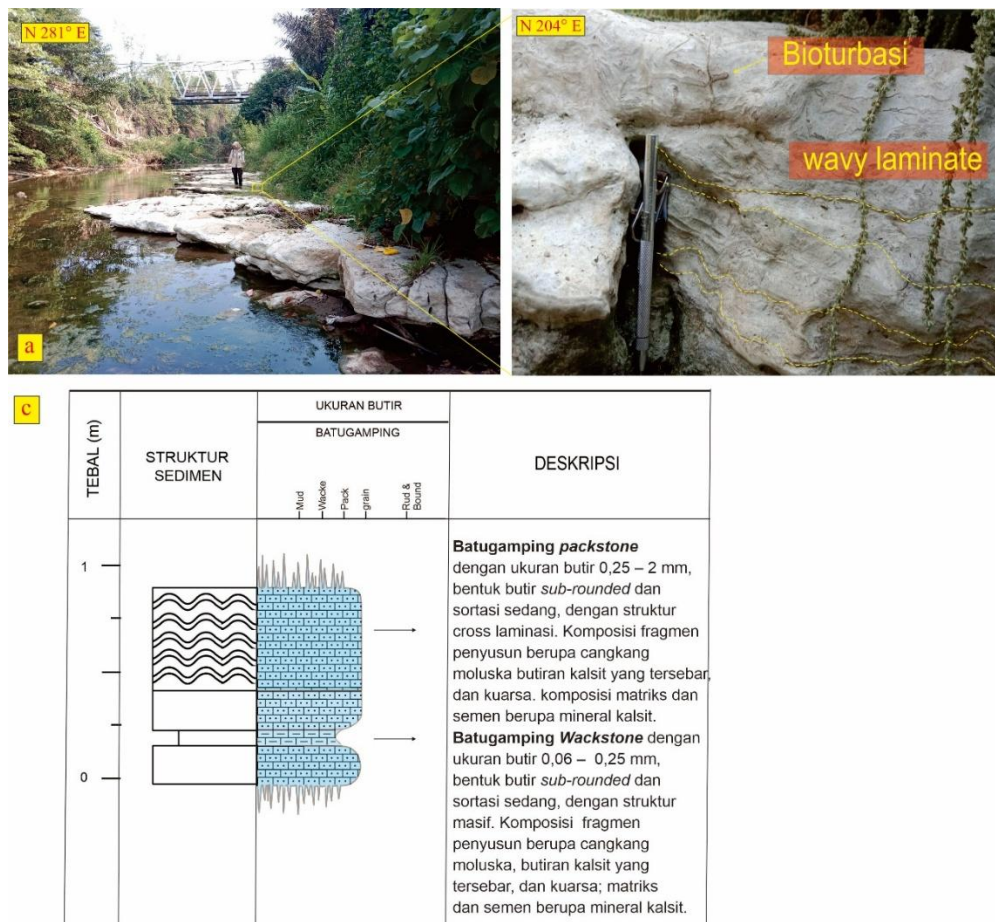 N 281° E
N 204° E
Bioturbasi
wavy laminate
a
c
TEBAL (m)
STRUKTUR
SEDIMEN
UKURAN BUTIR
BATUGAMPING
Mud
Wacke
Pack
grain
Rud &
Bound
DESKRIPSI
1
0
Batugamping packstone
dengan ukuran butir 0,25 – 2 mm,
bentuk butir sub-rounded dan
sortasi sedang, dengan struktur
cross laminasi. Komposisi fragmen
penyusun berupa cangkang
moluska butiran kalsit yang tersebar,
dan kuarsa. komposisi matriks dan
semen berupa mineral kalsit.
Batugamping Wackstone dengan
ukuran butir 0,06 – 0,25 mm,
bentuk butir sub-rounded dan
sortasi sedang, dengan struktur
masif. Komposisi fragmen
penyusun berupa cangkang
moluska, butiran kalsit yang
tersebar, dan kuarsa; matriks
dan semen berupa mineral kalsit.